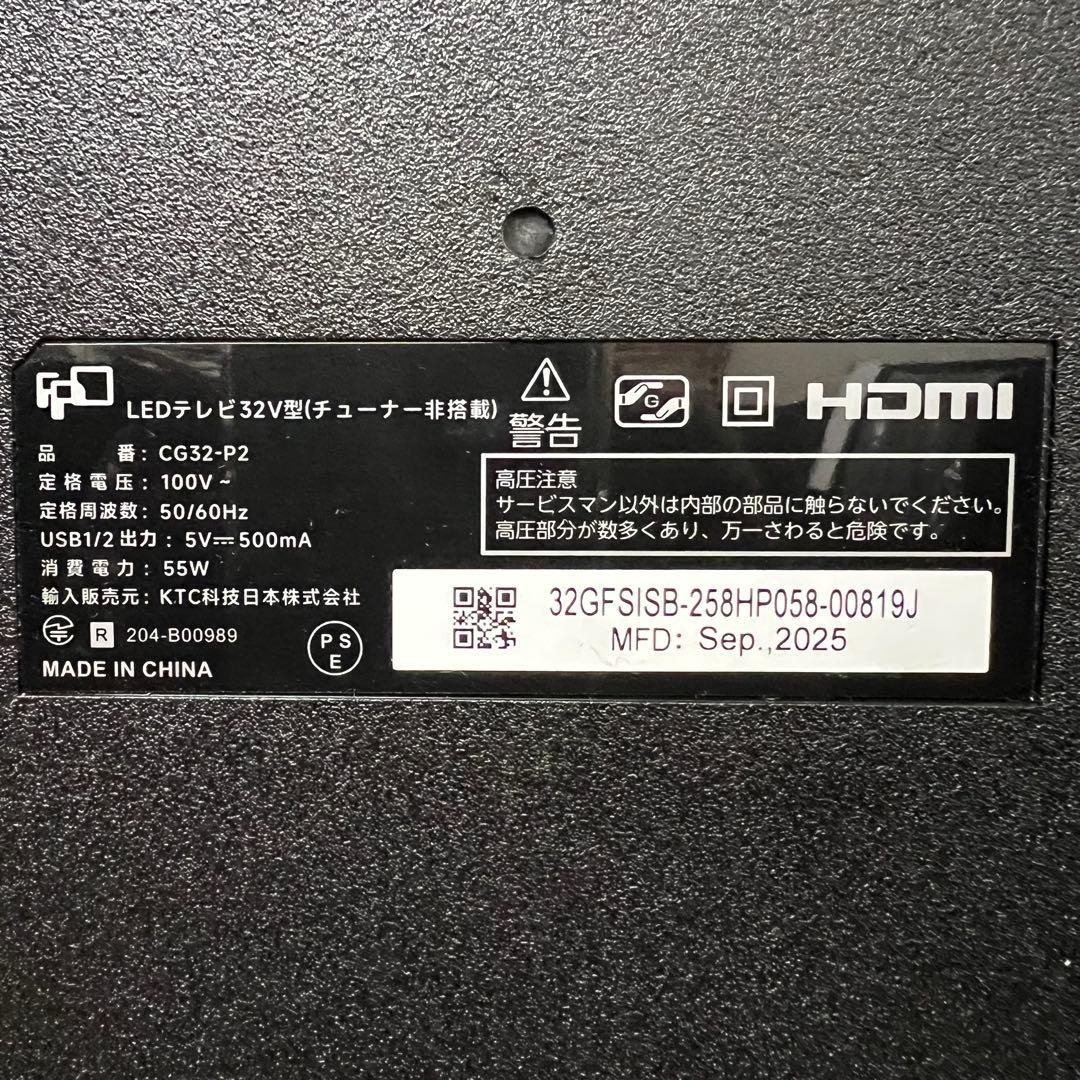 FPD
LEDテレビ32V型(チューナー非搭載)
警告
HDMI
品番: CG32-P2
定格電圧: 100V ~
定格周波数: 50/60Hz
USB1/2 出力 : 5V⎓500mA
消費電力: 55W
輸入販売元: KTC科技日本株式会社
R 204-B00989
PSE
MADE IN CHINA
高圧注意
サービスマン以外は内部の部品に触らないでください。
高圧部分が数多くあり、万一さわると危険です。
32GFSISB-258HP058-00819J
MFD: Sep.,2025